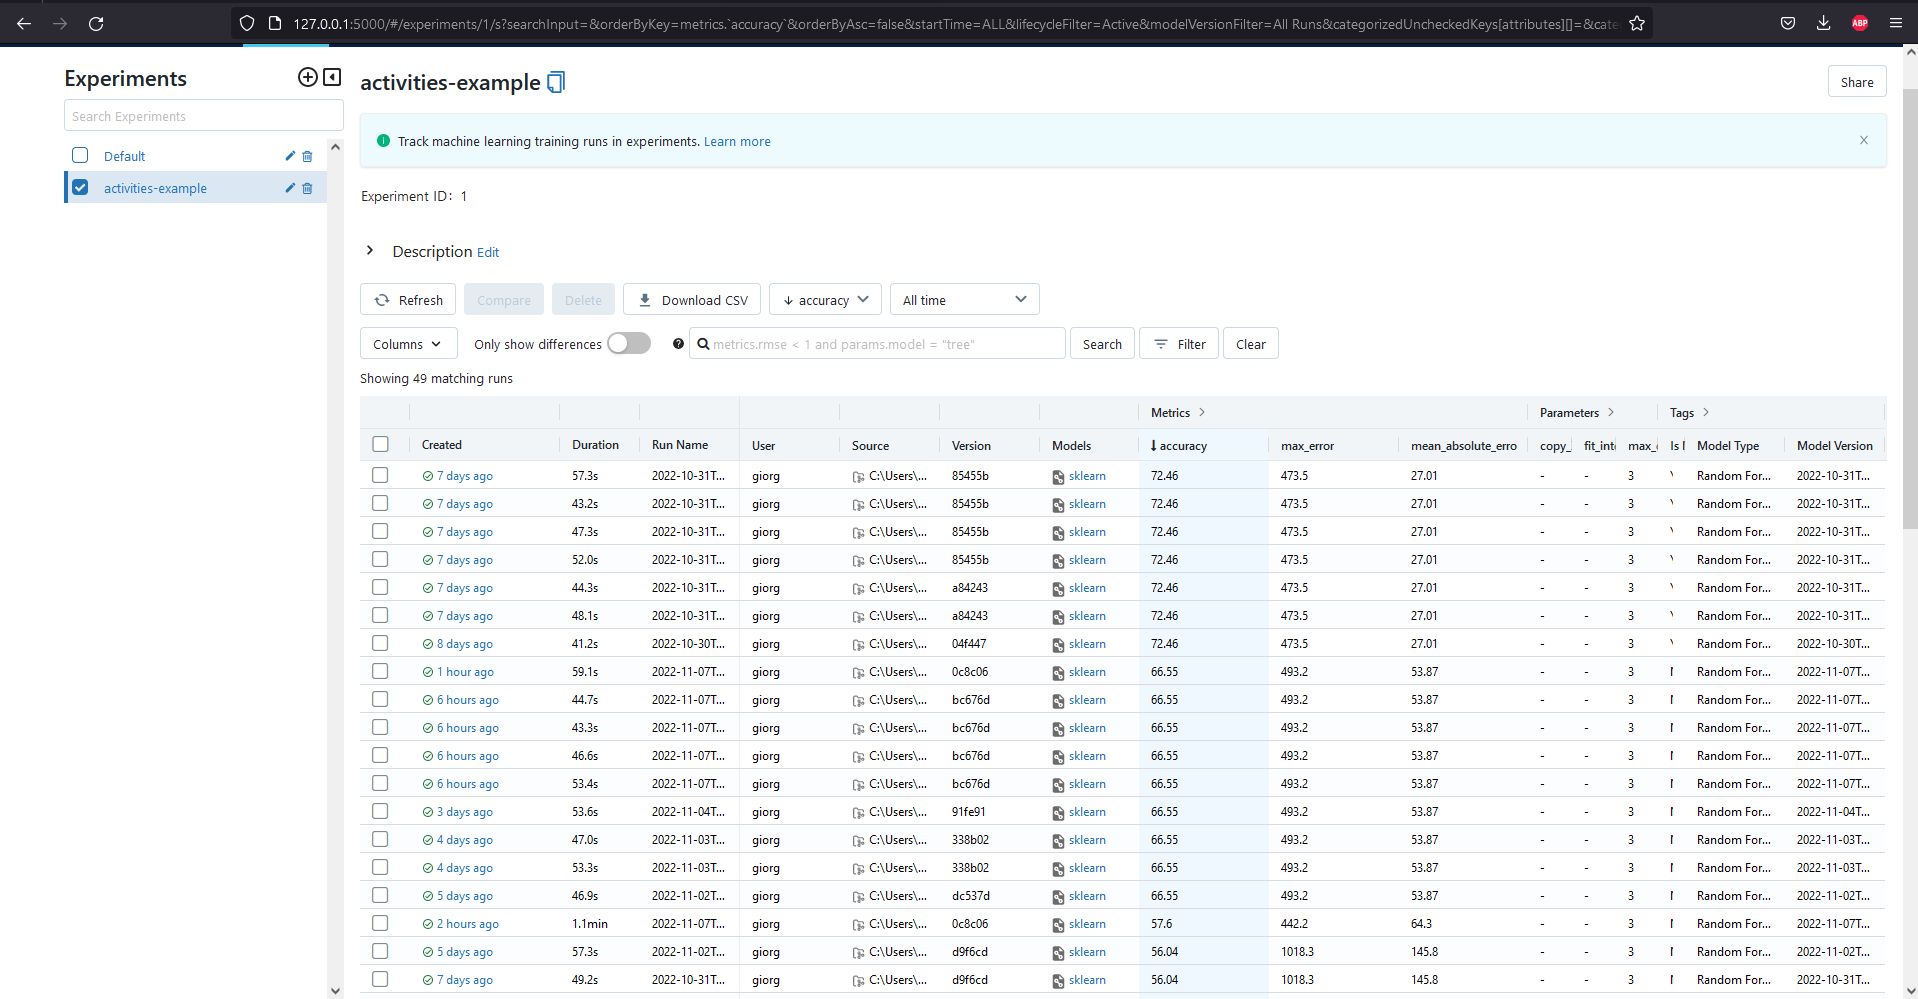 127.0.0.1:5000/#/experiments/1/s?searchInput=&orderByKey=metrics.`accuracy`&orderByAsc=false&startTime=ALL&lifecycleFilter=Active&modelVersionFilter=All Runs&categorizedUncheckedKeys[attributes][]=&cate
ABP
Experiments
Search Experiments
Default
activities-example
activities-example
Share
Track machine learning training runs in experiments. Learn more
Experiment ID: 1
Description Edit
Refresh Compare Delete Download CSV ↓ accuracy All time
Columns Only show differences metrics.rmse < 1 and params.model = "tree" Search Filter Clear
Showing 49 matching runs
Metrics > Parameters > Tags >
Created Duration Run Name User Source Version Models ↓ accuracy max_error mean_absolute_erro copy_ fit_int max_ Is Model Type Model Version
7 days ago 57.3s 2022-10-31T... giorg C:\Users\... 85455b sklearn 72.46 473.5 27.01 - - 3 Random For... 2022-10-31T...
7 days ago 43.2s 2022-10-31T... giorg C:\Users\... 85455b sklearn 72.46 473.5 27.01 - - 3 Random For... 2022-10-31T...
7 days ago 47.3s 2022-10-31T... giorg C:\Users\... 85455b sklearn 72.46 473.5 27.01 - - 3 Random For... 2022-10-31T...
7 days ago 52.0s 2022-10-31T... giorg C:\Users\... 85455b sklearn 72.46 473.5 27.01 - - 3 Random For... 2022-10-31T...
7 days ago 44.3s 2022-10-31T... giorg C:\Users\... a84243 sklearn 72.46 473.5 27.01 - - 3 Random For... 2022-10-31T...
7 days ago 48.1s 2022-10-31T... giorg C:\Users\... a84243 sklearn 72.46 473.5 27.01 - - 3 Random For... 2022-10-31T...
8 days ago 41.2s 2022-10-30T... giorg C:\Users\... 04f447 sklearn 72.46 473.5 27.01 - - 3 Random For... 2022-10-30T...
1 hour ago 59.1s 2022-11-07T... giorg C:\Users\... 0c8c06 sklearn 66.55 493.2 53.87 - - 3 Random For... 2022-11-07T...
6 hours ago 44.7s 2022-11-07T... giorg C:\Users\... bc676d sklearn 66.55 493.2 53.87 - - 3 Random For... 2022-11-07T...
6 hours ago 43.3s 2022-11-07T... giorg C:\Users\... bc676d sklearn 66.55 493.2 53.87 - - 3 Random For... 2022-11-07T...
6 hours ago 46.6s 2022-11-07T... giorg C:\Users\... bc676d sklearn 66.55 493.2 53.87 - - 3 Random For... 2022-11-07T...
6 hours ago 53.4s 2022-11-07T... giorg C:\Users\... bc676d sklearn 66.55 493.2 53.87 - - 3 Random For... 2022-11-07T...
3 days ago 53.6s 2022-11-04T... giorg C:\Users\... 91fe91 sklearn 66.55 493.2 53.87 - - 3 Random For... 2022-11-04T...
4 days ago 47.0s 2022-11-03T... giorg C:\Users\... 338b02 sklearn 66.55 493.2 53.87 - - 3 Random For... 2022-11-03T...
4 days ago 53.3s 2022-11-03T... giorg C:\Users\... 338b02 sklearn 66.55 493.2 53.87 - - 3 Random For... 2022-11-03T...
5 days ago 46.9s 2022-11-02T... giorg C:\Users\... dc537d sklearn 66.55 493.2 53.87 - - 3 Random For... 2022-11-02T...
2 hours ago 1.1min 2022-11-07T... giorg C:\Users\... 0c8c06 sklearn 57.6 442.2 64.3 - - 3 Random For... 2022-11-07T...
5 days ago 57.3s 2022-11-02T... giorg C:\Users\... d9f6cd sklearn 56.04 1018.3 145.8 - - 3 Random For... 2022-11-02T...
7 days ago 49.2s 2022-10-31T... giorg C:\Users\... d9f6cd sklearn 56.04 1018.3 145.8 - - 3 Random For... 2022-10-31T...